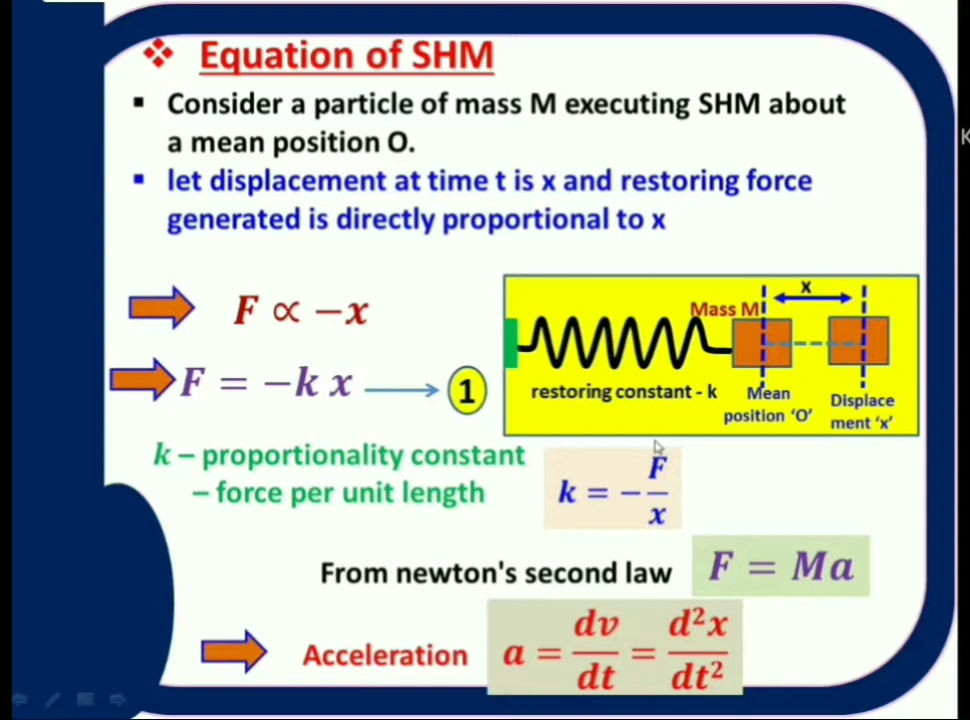 ❖ Equation of SHM
▪ Consider a particle of mass M executing SHM about
a mean position O.
▪ let displacement at time t is x and restoring force
generated is directly proportional to x
F ∝ −x
F = −k x
1
x
Mass M
restoring constant - k
Mean
position ‘O’
Displace
ment ‘x’
k – proportionality constant
– force per unit length
k = −F/x
From newton's second law
F = Ma
Acceleration
a = dv/dt = d²x/dt²
K